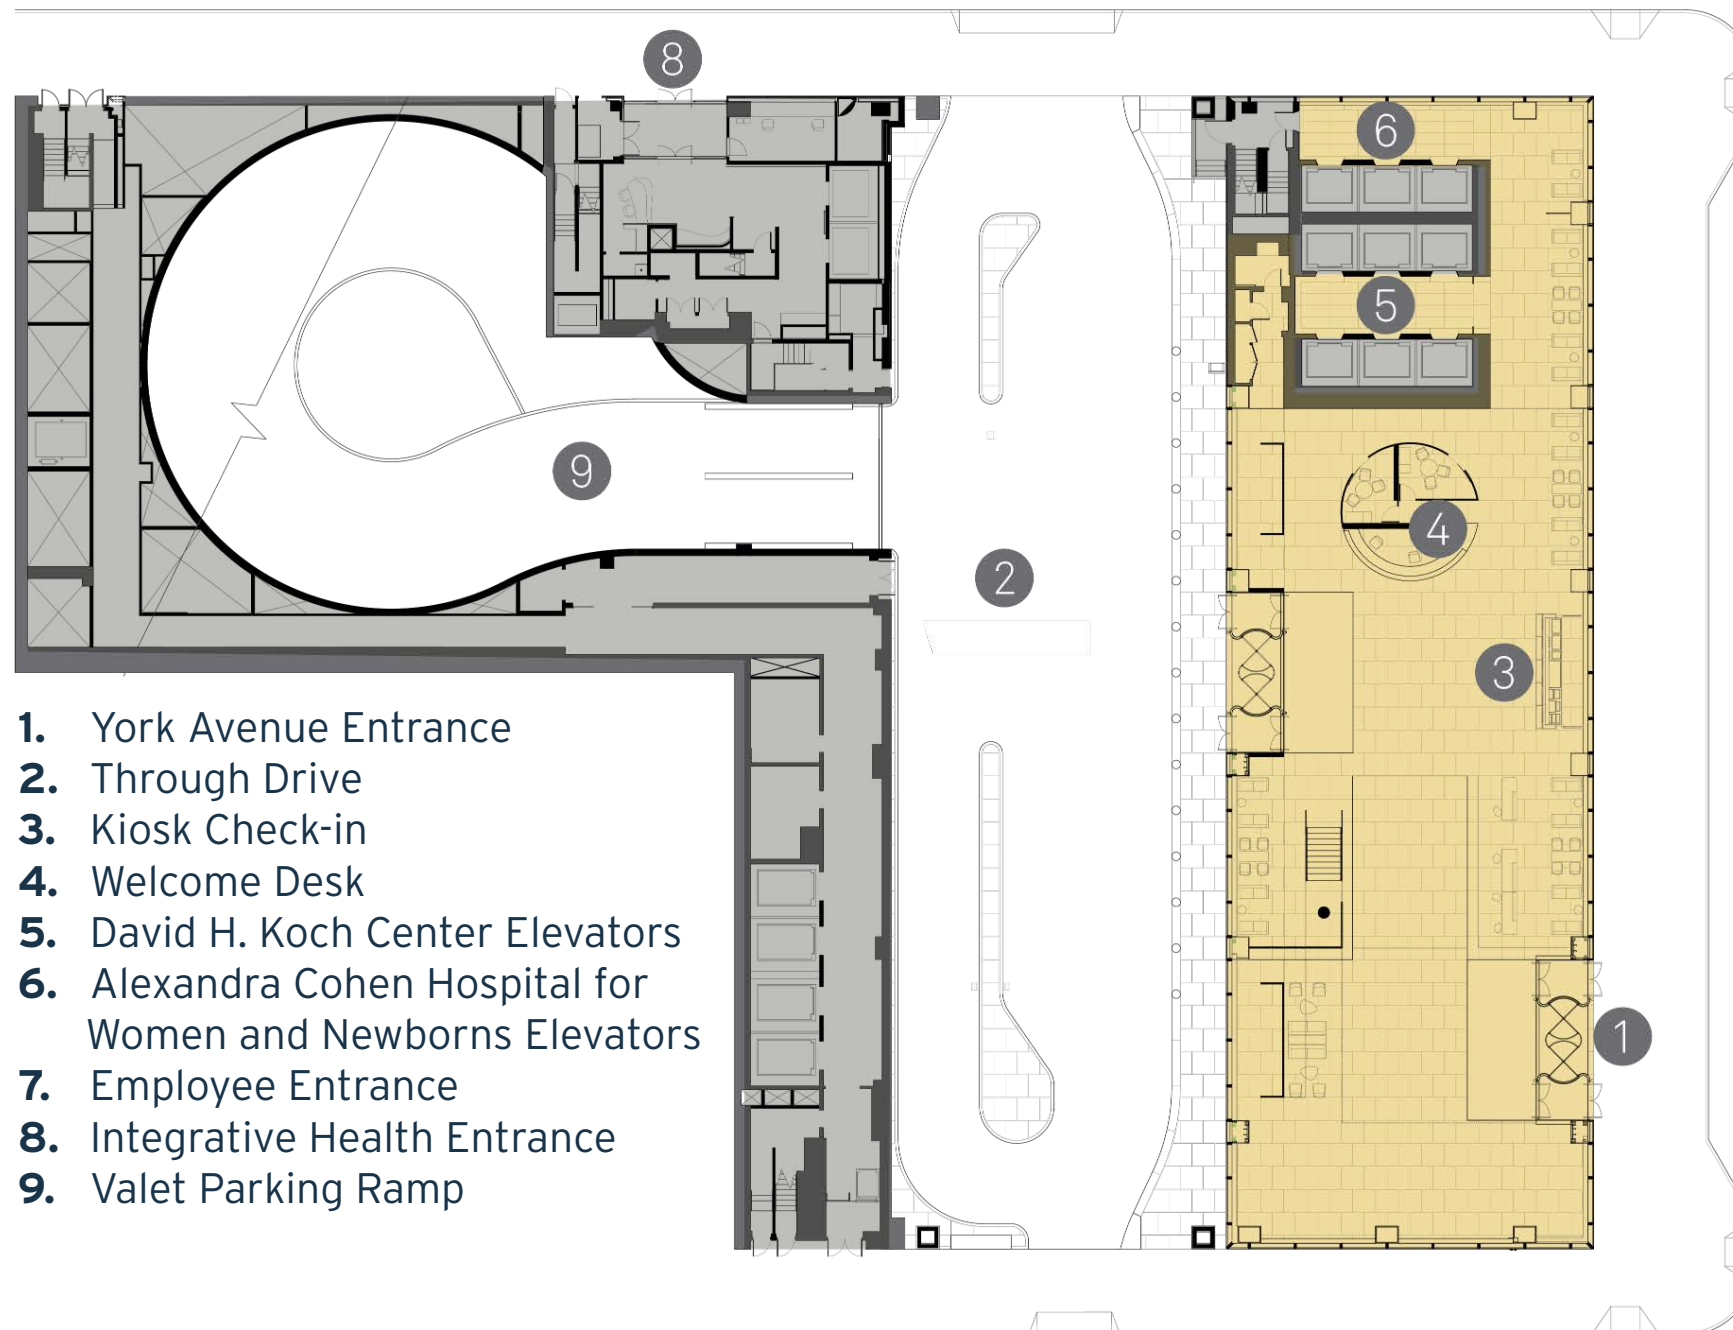 8
6
5
9
4
2
3
1
1. York Avenue Entrance
2. Through Drive
3. Kiosk Check-in
4. Welcome Desk
5. David H. Koch Center Elevators
6. Alexandra Cohen Hospital for
Women and Newborns Elevators
7. Employee Entrance
8. Integrative Health Entrance
9. Valet Parking Ramp